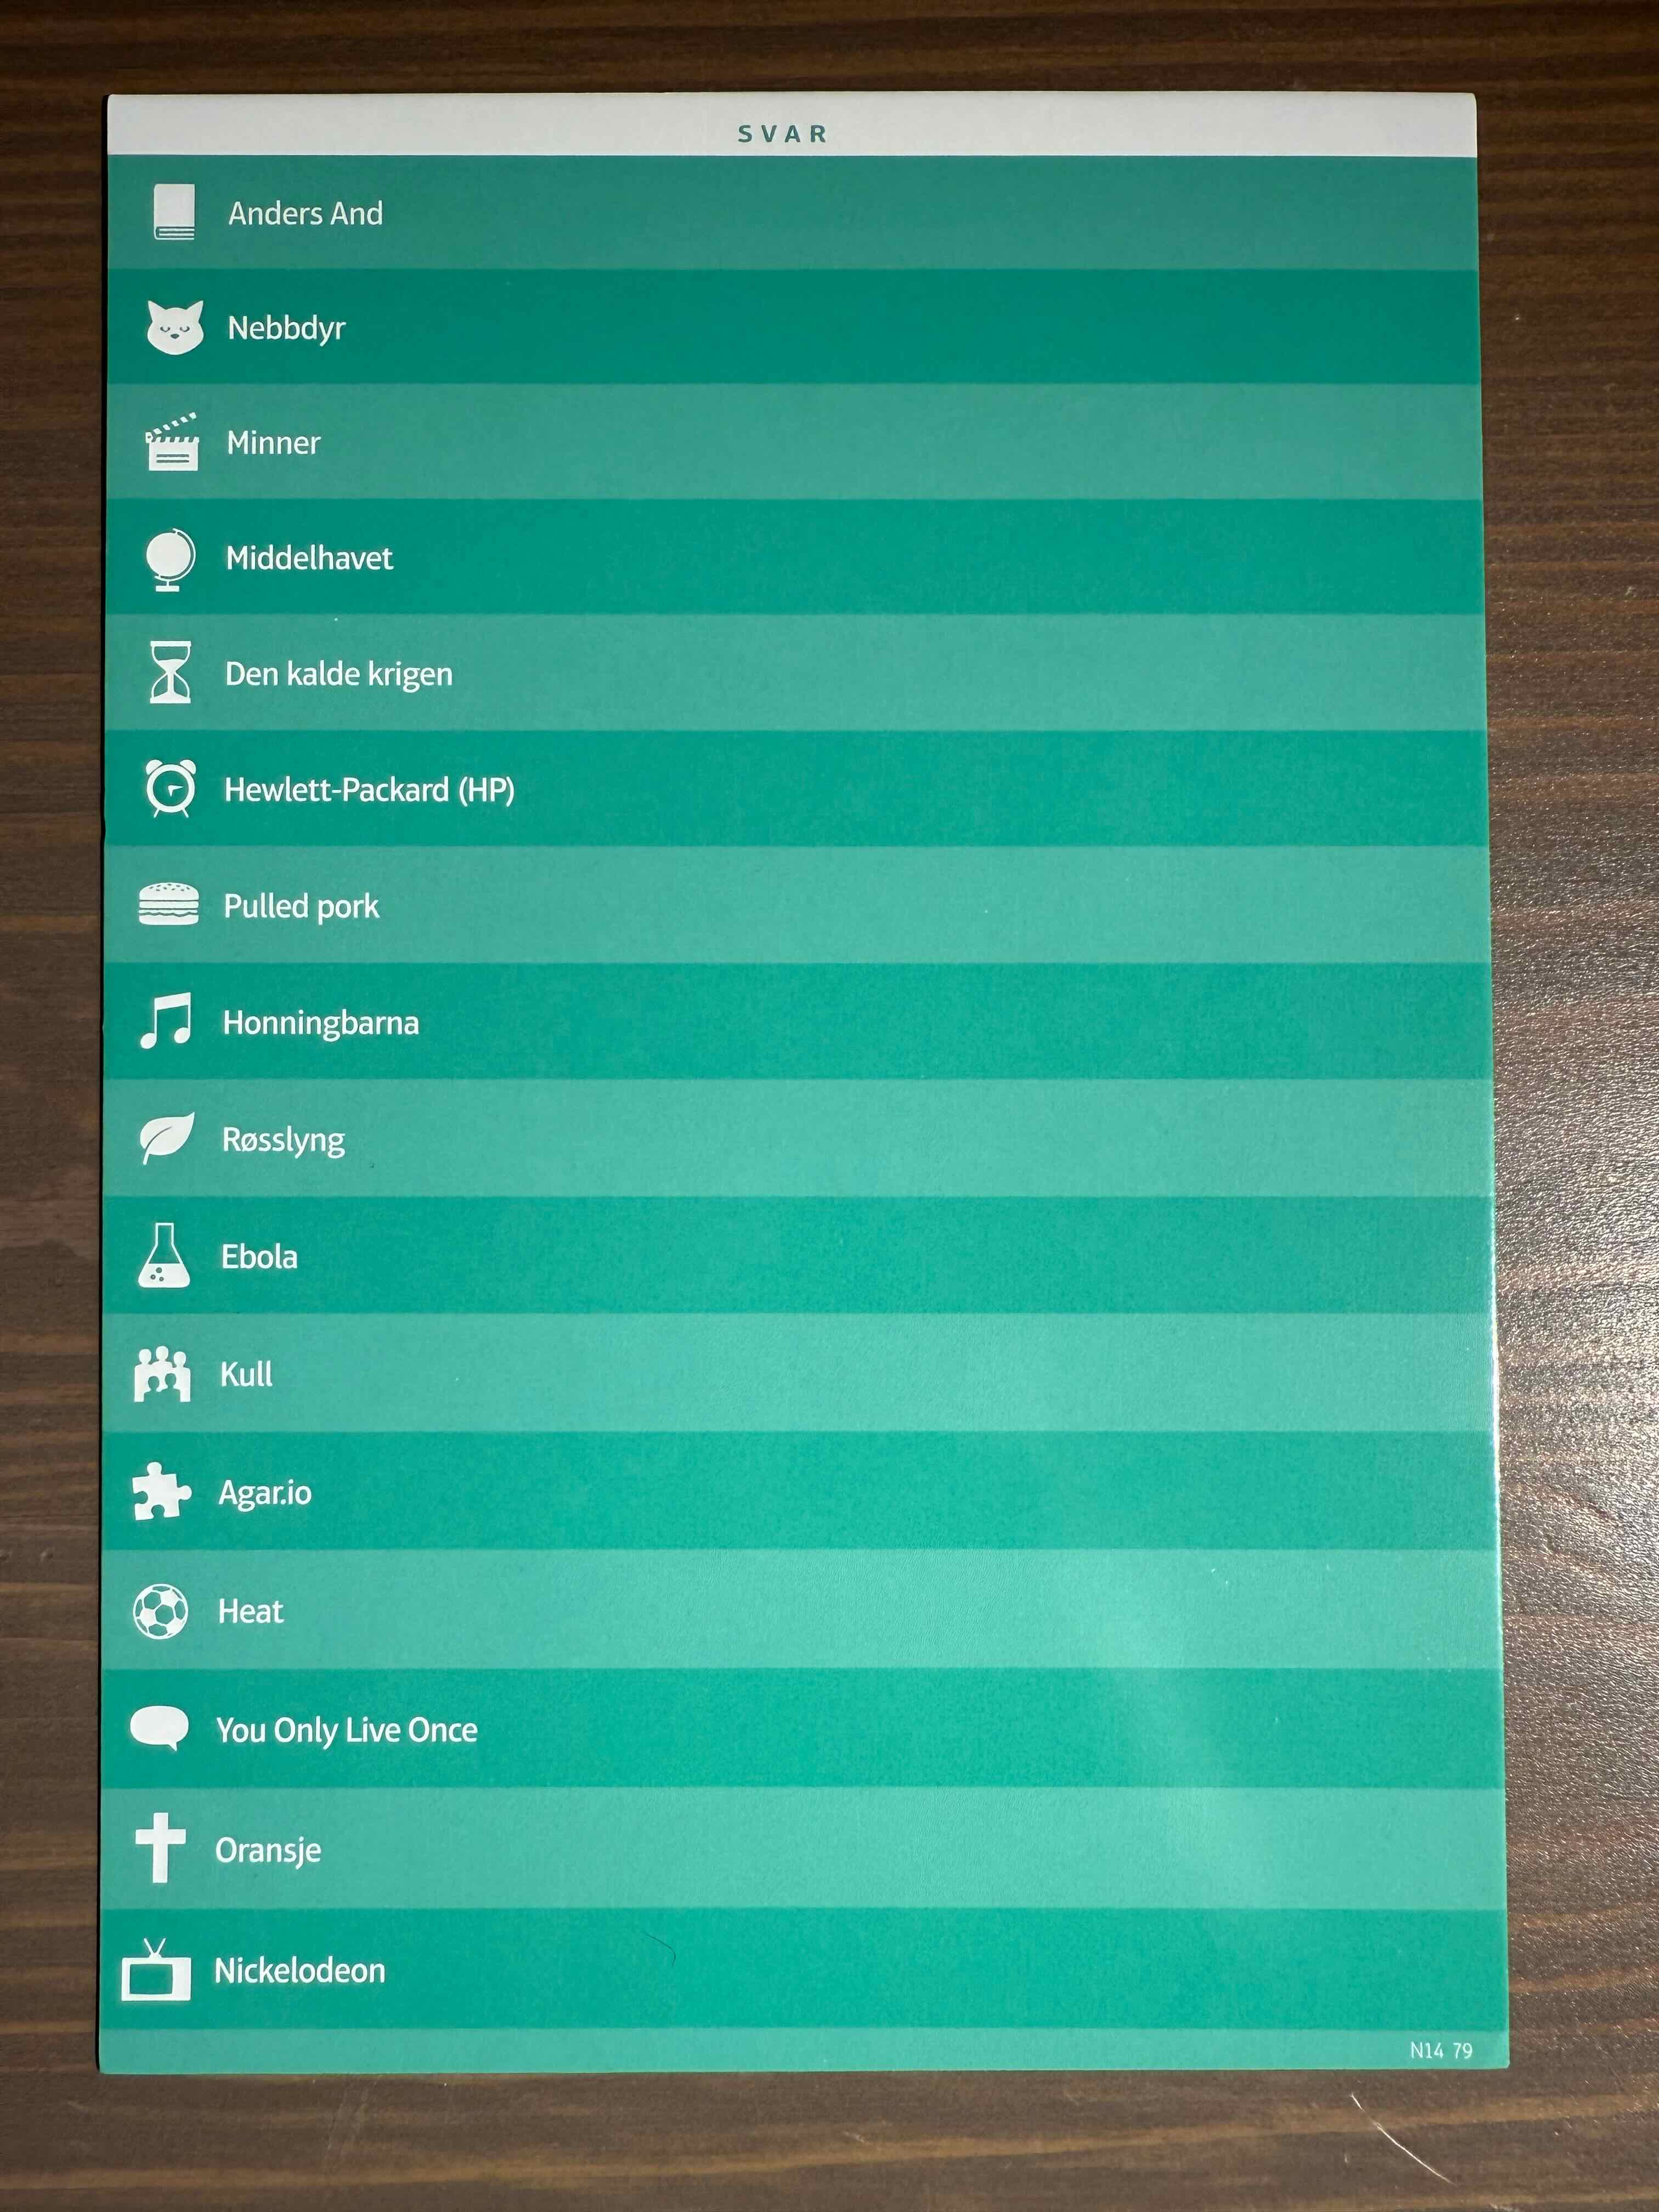 SVAR
Anders And
Nebbdyr
Minner
Middelhavet
Den kalde krigen
Hewlett-Packard (HP)
Pulled pork
Honningbarna
Røsslyng
Ebola
Kull
Agar.io
Heat
You Only Live Once
Oransje
Nickelodeon
N14 79